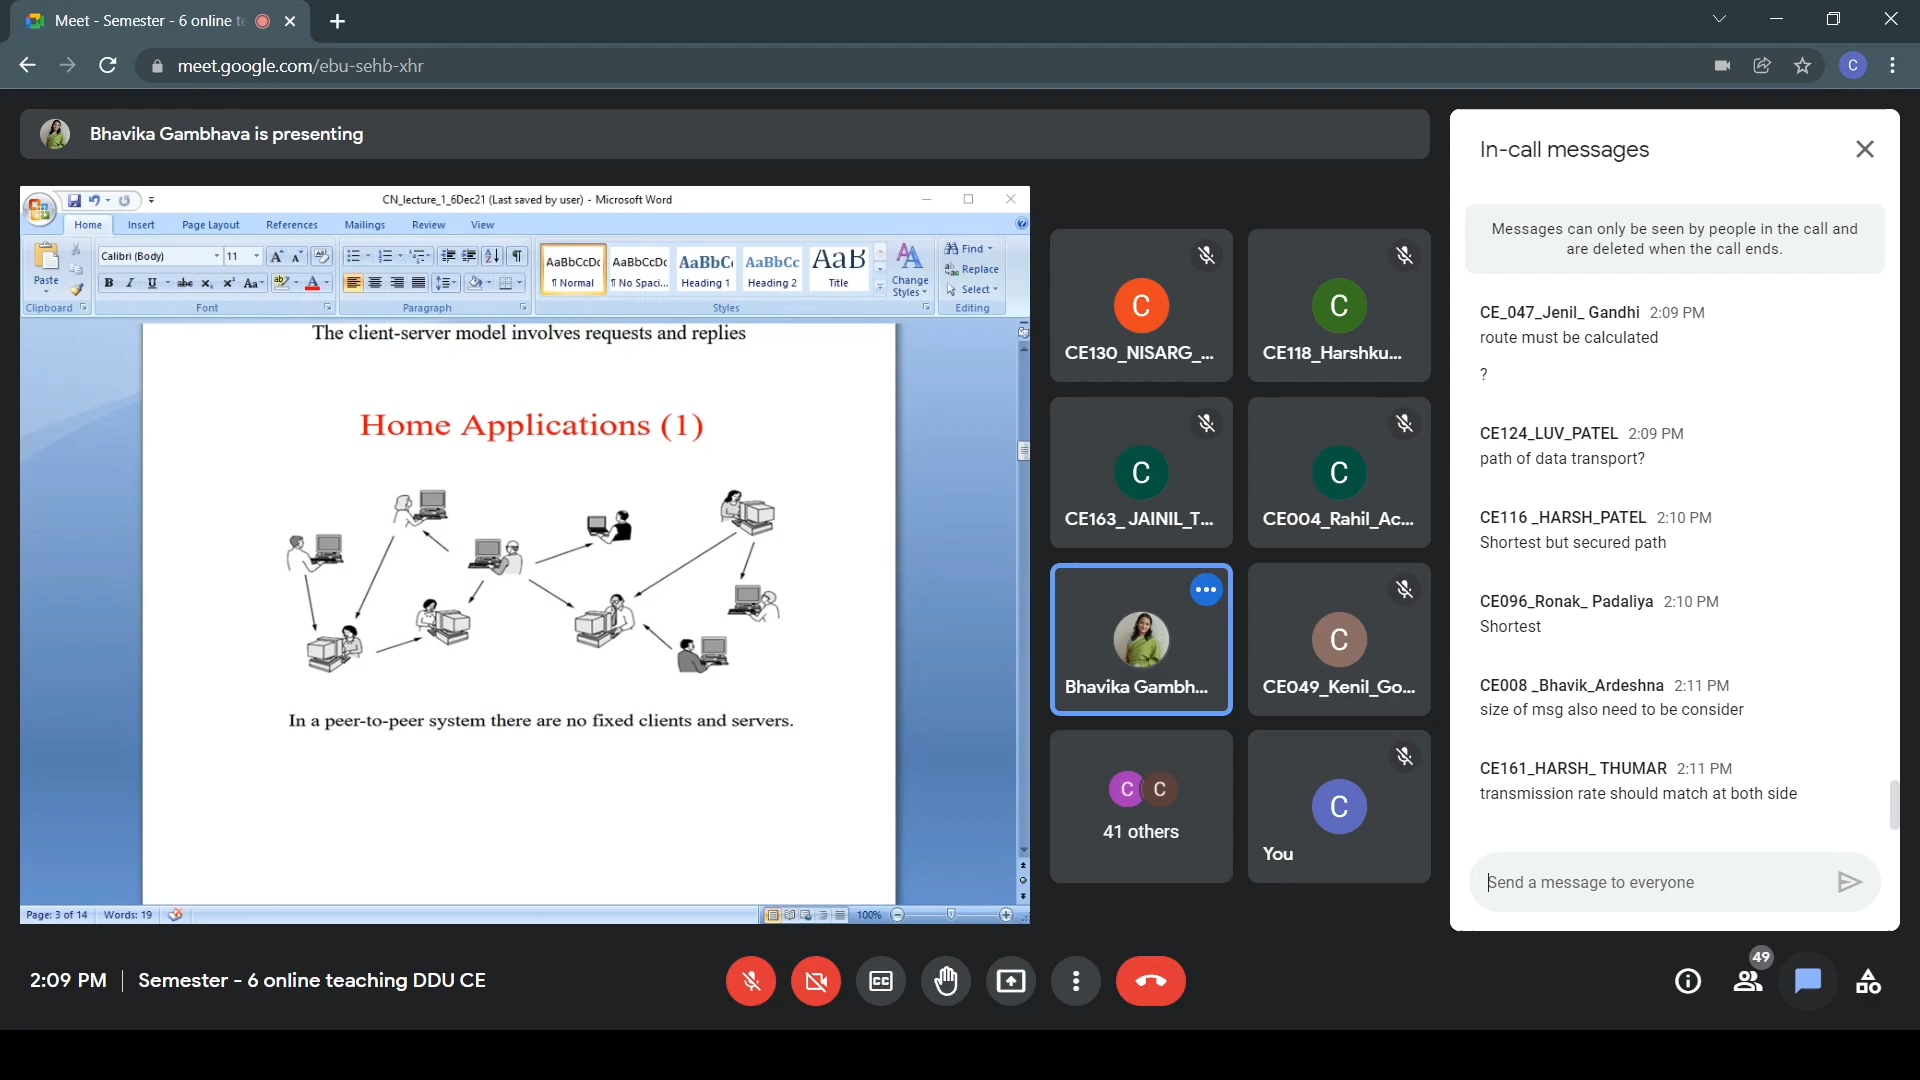 Meet - Semester - 6 online te
meet.google.com/ebu-sehb-xhr
C
Bhavika Gambhava is presenting
CN_lecture_1_6Dec21 (Last saved by user) - Microsoft Word
Home Insert Page Layout References Mailings Review View
Paste
Clipboard
Calibri (Body) 11
B I U abc X₂ X² Aa
Font
Paragraph
AaBbCcDc AaBbCcDc AaBbC AaBbCc AaB
¶ Normal ¶ No Spaci... Heading 1 Heading 2 Title
Change Styles
Styles
Find
Replace
Select
Editing
The client-server model involves requests and replies
Home Applications (1)
In a peer-to-peer system there are no fixed clients and servers.
Page: 3 of 14 Words: 19 100%
C
CE130_NISARG_...
C
CE118_Harshku...
C
CE163_ JAINIL_T...
C
CE004_Rahil_Ac...
Bhavika Gambh...
C
CE049_Kenil_Go...
C C
41 others
C
You
In-call messages
Messages can only be seen by people in the call and
are deleted when the call ends.
CE_047_Jenil_ Gandhi 2:09 PM
route must be calculated
?
CE124_LUV_PATEL 2:09 PM
path of data transport?
CE116 _HARSH_PATEL 2:10 PM
Shortest but secured path
CE096_Ronak_ Padaliya 2:10 PM
Shortest
CE008 _Bhavik_Ardeshna 2:11 PM
size of msg also need to be consider
CE161_HARSH_ THUMAR 2:11 PM
transmission rate should match at both side
Send a message to everyone
2:09 PM | Semester - 6 online teaching DDU CE
49